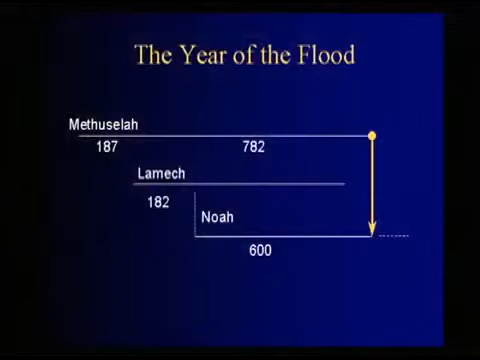 The Year of the Flood
Methuselah
187 782
Lamech
182
Noah
600